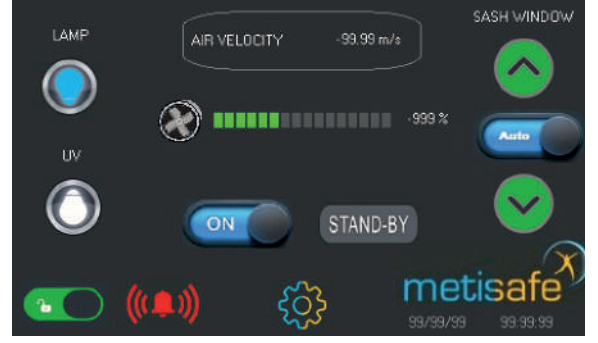 LAMP
AIR VELOCITY -99.99 m/s
SASH WINDOW
-999 %
Auto
UV
ON
STAND-BY
metisafe
99/99/99 99:99:99